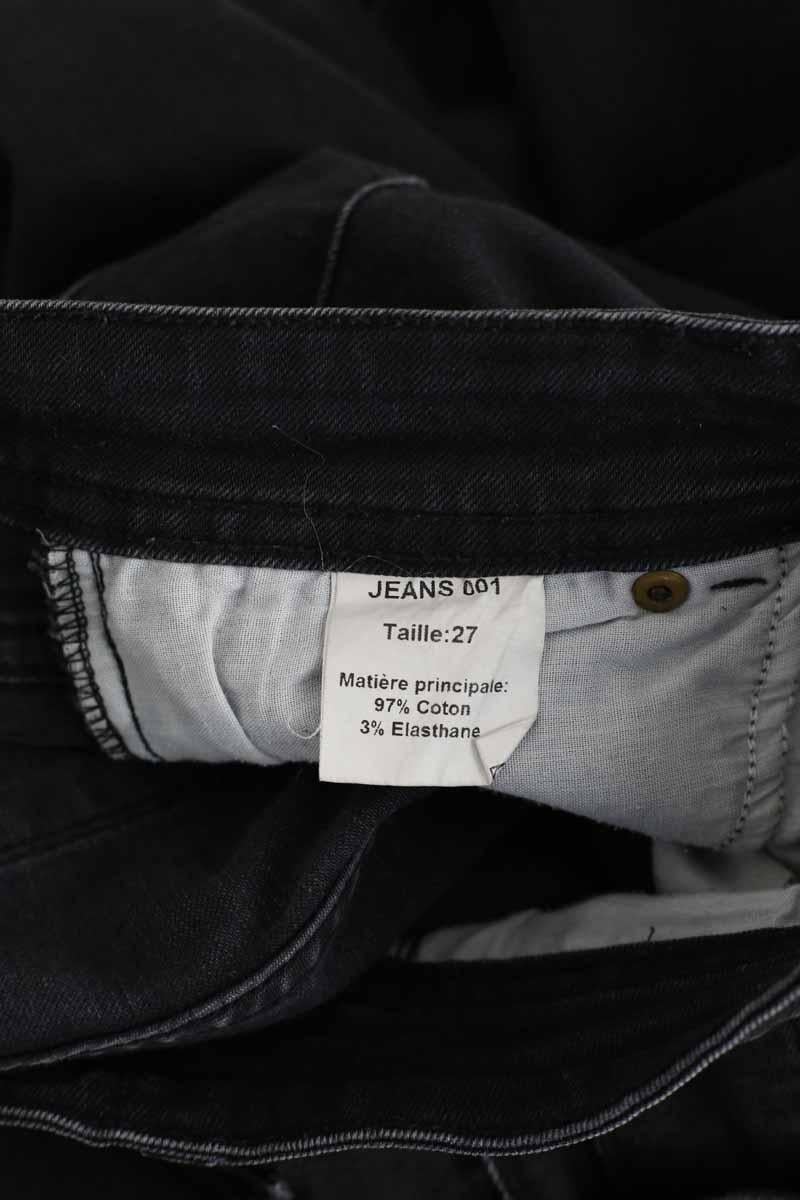 JEANS 001
Taille:27
Matière principale:
97% Coton
3% Elasthane